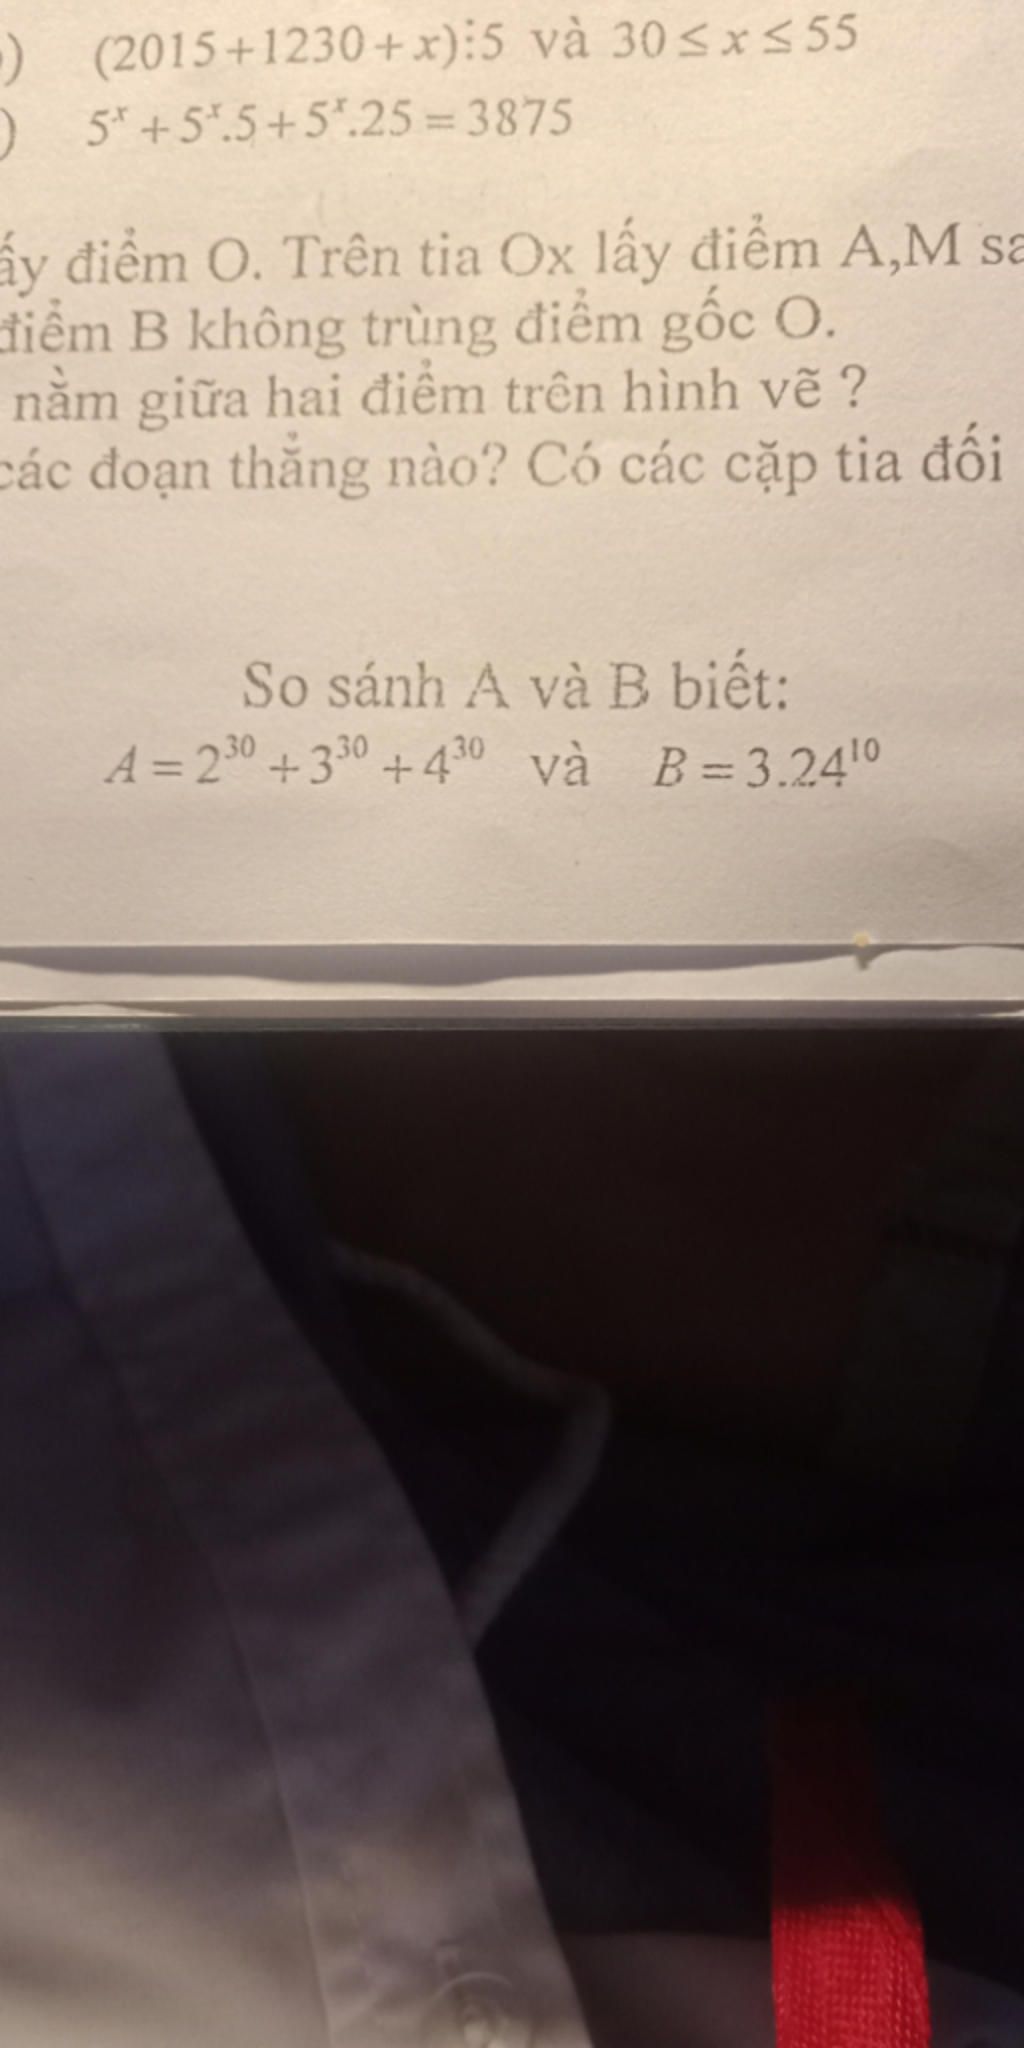 ) (2015+1230+x)⋮5 và 30 ≤ x ≤ 55
) 5ˣ + 5ˣ.5 + 5ˣ.25 = 3875
ấy điểm O. Trên tia Ox lấy điểm A,M sa
điểm B không trùng điểm gốc O.
nằm giữa hai điểm trên hình vẽ ?
các đoạn thẳng nào? Có các cặp tia đối
So sánh A và B biết:
A = 2³⁰ + 3³⁰ + 4³⁰ và B = 3.24¹⁰